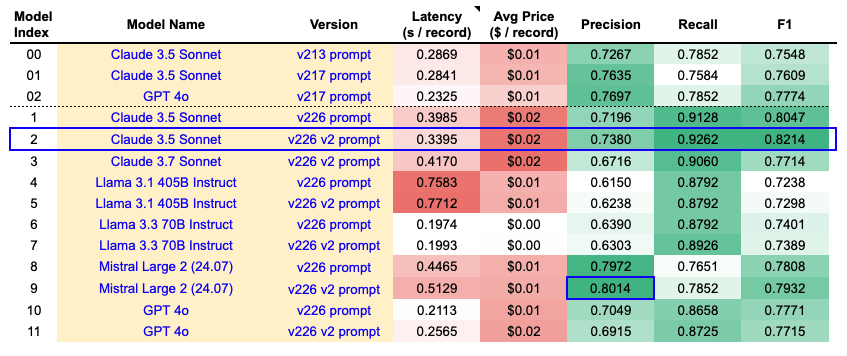 Model Index Model Name Version Latency (s / record) Avg Price ($ / record) Precision Recall F1
00 Claude 3.5 Sonnet v213 prompt 0.2869 $0.01 0.7267 0.7852 0.7548
01 Claude 3.5 Sonnet v217 prompt 0.2841 $0.01 0.7635 0.7584 0.7609
02 GPT 4o v217 prompt 0.2325 $0.01 0.7697 0.7852 0.7774
1 Claude 3.5 Sonnet v226 prompt 0.3985 $0.02 0.7196 0.9128 0.8047
2 Claude 3.5 Sonnet v226 v2 prompt 0.3395 $0.02 0.7380 0.9262 0.8214
3 Claude 3.7 Sonnet v226 v2 prompt 0.4170 $0.02 0.6716 0.9060 0.7714
4 Llama 3.1 405B Instruct v226 prompt 0.7583 $0.01 0.6150 0.8792 0.7238
5 Llama 3.1 405B Instruct v226 v2 prompt 0.7712 $0.01 0.6238 0.8792 0.7298
6 Llama 3.3 70B Instruct v226 prompt 0.1974 $0.00 0.6390 0.8792 0.7401
7 Llama 3.3 70B Instruct v226 v2 prompt 0.1993 $0.00 0.6303 0.8926 0.7389
8 Mistral Large 2 (24.07) v226 prompt 0.4465 $0.01 0.7972 0.7651 0.7808
9 Mistral Large 2 (24.07) v226 v2 prompt 0.5129 $0.01 0.8014 0.7852 0.7932
10 GPT 4o v226 prompt 0.2113 $0.01 0.7049 0.8658 0.7771
11 GPT 4o v226 v2 prompt 0.2565 $0.02 0.6915 0.8725 0.7715